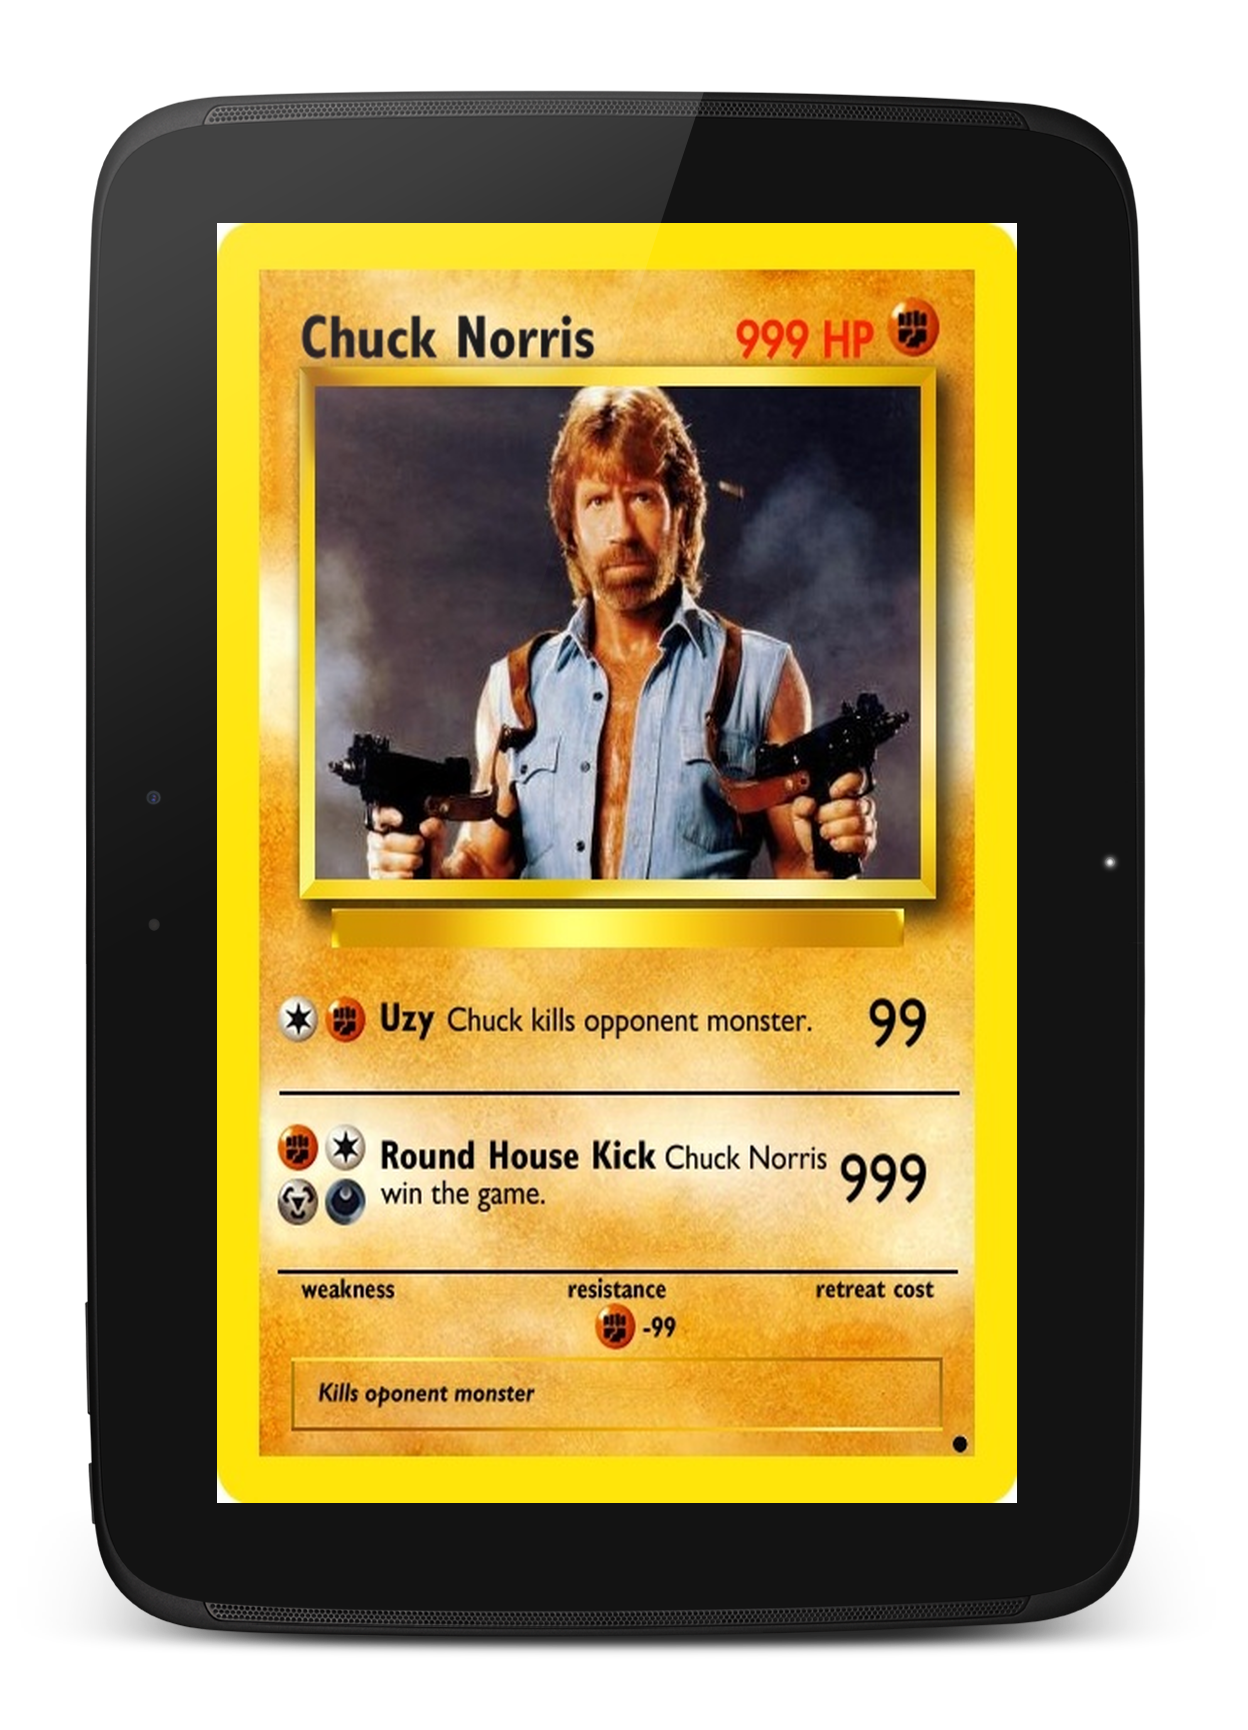 Chuck Norris 999 HP
Uzy Chuck kills opponent monster. 99
Round House Kick Chuck Norris 999
win the game.
weakness resistance retreat cost
-99
Kills oponent monster